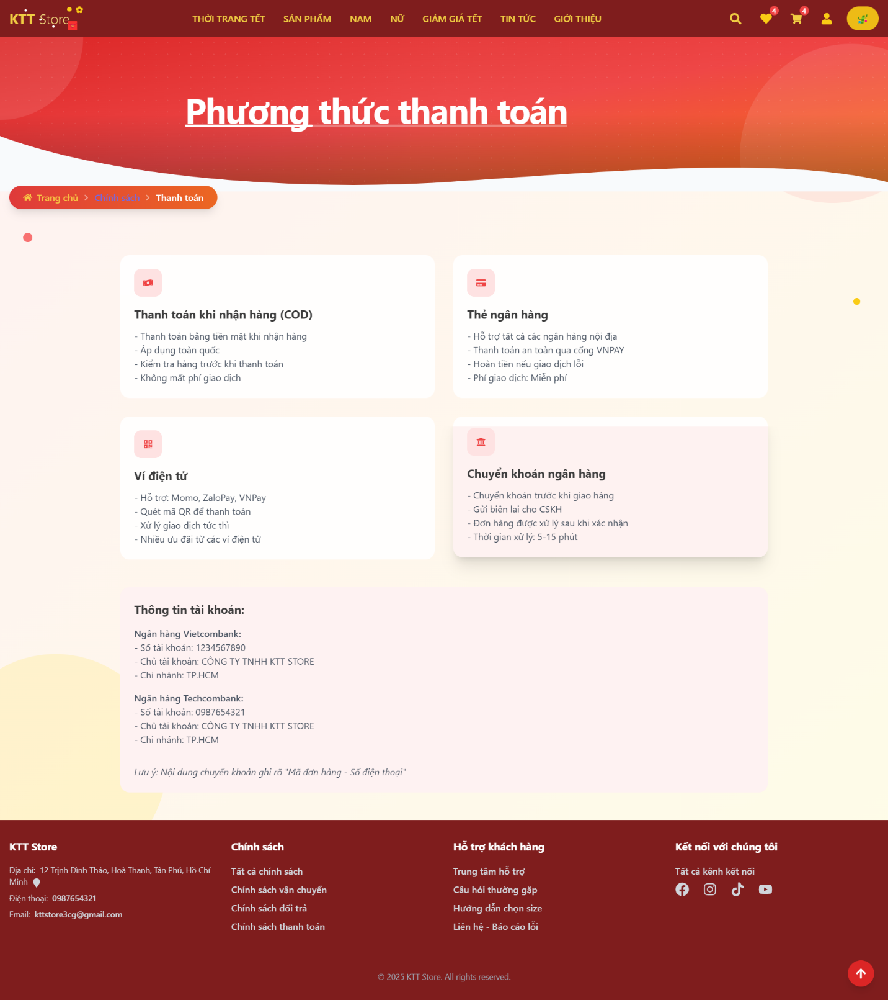 KTT Store
THỜI TRANG TẾT SẢN PHẨM NAM NỮ GIẢM GIÁ TẾT TIN TỨC GIỚI THIỆU
4 4
Phương thức thanh toán
Trang chủ Chính sách Thanh toán
Thanh toán khi nhận hàng (COD)
- Thanh toán bằng tiền mặt khi nhận hàng
- Áp dụng toàn quốc
- Kiểm tra hàng trước khi thanh toán
- Không mất phí giao dịch
Thẻ ngân hàng
- Hỗ trợ tất cả các ngân hàng nội địa
- Thanh toán an toàn qua cổng VNPAY
- Hoàn tiền nếu giao dịch lỗi
- Phí giao dịch: Miễn phí
Ví điện tử
- Hỗ trợ: Momo, ZaloPay, VNPay
- Quét mã QR để thanh toán
- Xử lý giao dịch tức thì
- Nhiều ưu đãi từ các ví điện tử
Chuyển khoản ngân hàng
- Chuyển khoản trước khi giao hàng
- Gửi biên lai cho CSKH
- Đơn hàng được xử lý sau khi xác nhận
- Thời gian xử lý: 5-15 phút
Thông tin tài khoản:
Ngân hàng Vietcombank:
- Số tài khoản: 1234567890
- Chủ tài khoản: CÔNG TY TNHH KTT STORE
- Chi nhánh: TP.HCM
Ngân hàng Techcombank:
- Số tài khoản: 0987654321
- Chủ tài khoản: CÔNG TY TNHH KTT STORE
- Chi nhánh: TP.HCM
Lưu ý: Nội dung chuyển khoản ghi rõ "Mã đơn hàng - Số điện thoại"
KTT Store
Địa chỉ: 12 Trịnh Đình Thảo, Hoà Thanh, Tân Phú, Hồ Chí
Minh
Điện thoại: 0987654321
Email: kttstore3cg@gmail.com
Chính sách
Tất cả chính sách
Chính sách vận chuyển
Chính sách đổi trả
Chính sách thanh toán
Hỗ trợ khách hàng
Trung tâm hỗ trợ
Câu hỏi thường gặp
Hướng dẫn chọn size
Liên hệ - Báo cáo lỗi
Kết nối với chúng tôi
Tất cả kênh kết nối
© 2025 KTT Store. All rights reserved.